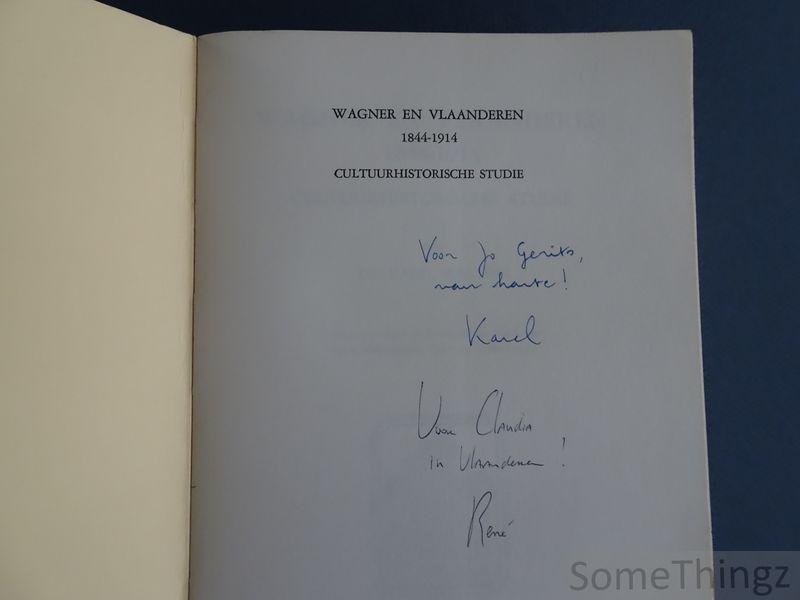 WAGNER EN VLAANDEREN
1844-1914
CULTUURHISTORISCHE STUDIE
Voor Jo Gerits,
van harte!
Karel
Voor Claudia
in Vlaanderen!
René
SomeThingz